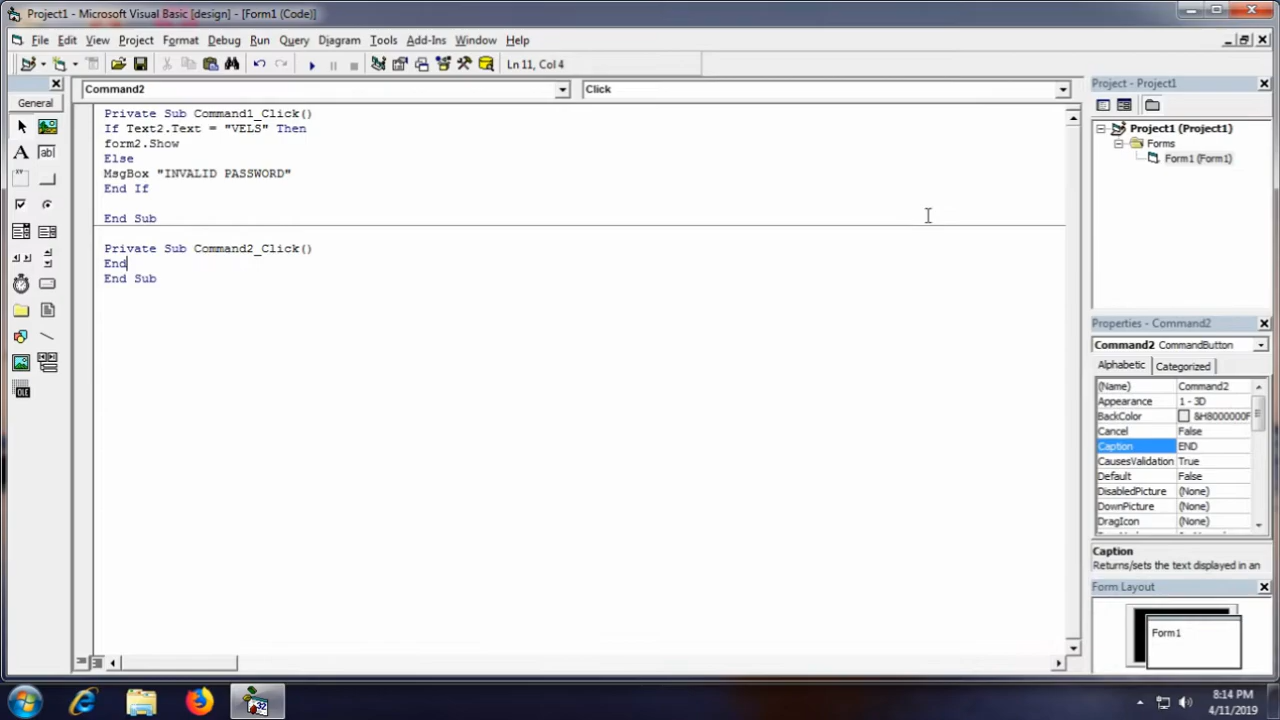 Project1 - Microsoft Visual Basic [design] - [Form1 (Code)]
File Edit View Project Format Debug Run Query Diagram Tools Add-Ins Window Help
Ln 11, Col 4
General
Command2
Click
Private Sub Command1_Click()
If Text2.Text = "VELS" Then
form2.Show
Else
MsgBox "INVALID PASSWORD"
End If
End Sub
Private Sub Command2_Click()
End
End Sub
Project - Project1
Project1 (Project1)
Forms
Form1 (Form1)
Properties - Command2
Command2 CommandButton
Alphabetic Categorized
(Name) Command2
Appearance 1 - 3D
BackColor &H8000000F
Cancel False
Caption END
CausesValidation True
Default False
DisabledPicture (None)
DownPicture (None)
DragIcon (None)
Caption
Returns/sets the text displayed in an
Form Layout
Form1
8:14 PM
4/11/2019